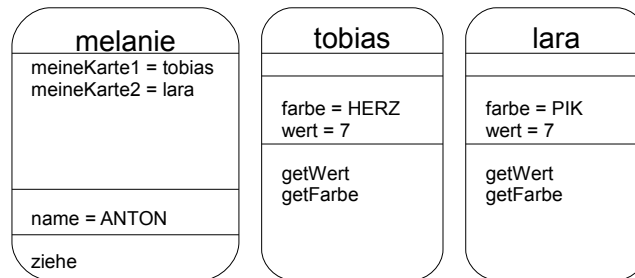 melanie
meineKarte1 = tobias
meineKarte2 = lara
name = ANTON
ziehe
tobias
farbe = HERZ
wert = 7
getWert
getFarbe
lara
farbe = PIK
wert = 7
getWert
getFarbe